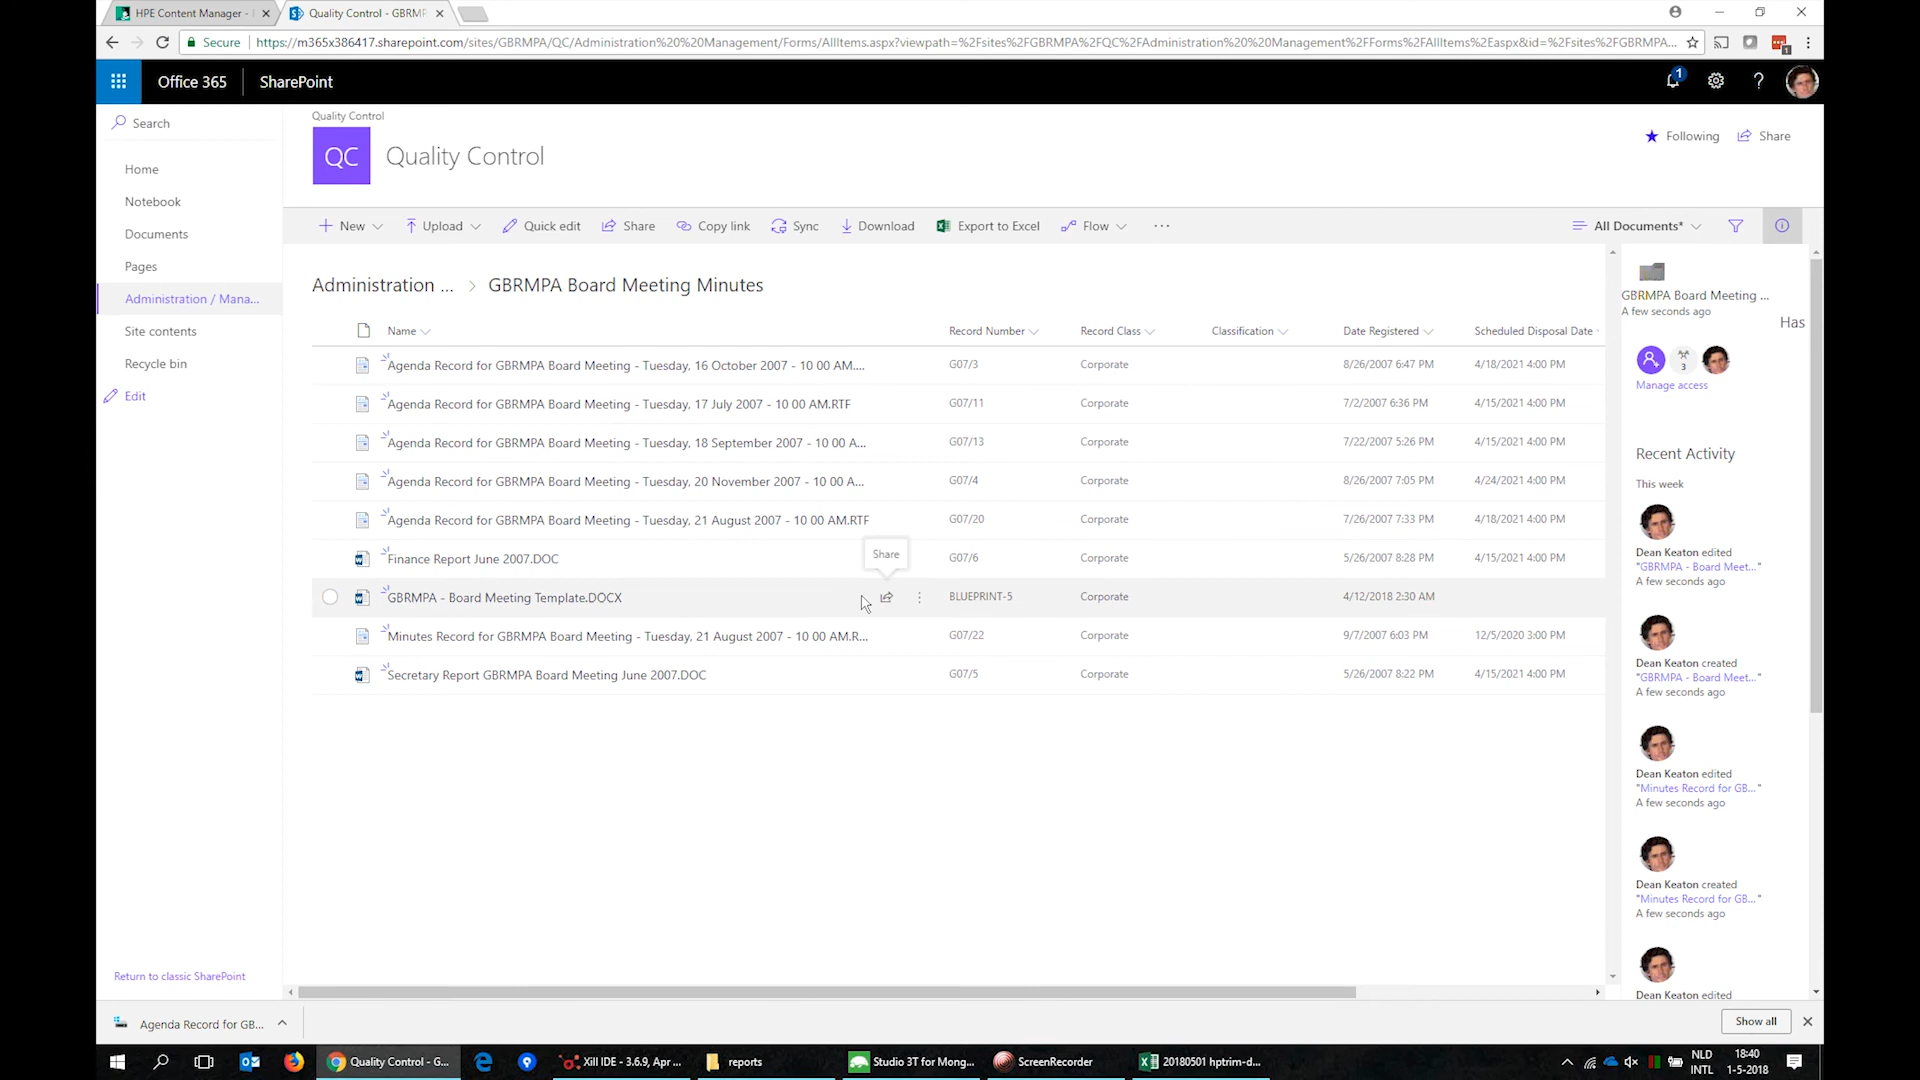 HPE Content Manager -
Quality Control - GBRMP
Secure
https://m365x386417.sharepoint.com/sites/GBRMPA/QC/Administration%20%20Management/Forms/AllItems.aspx?viewpath=%2Fsites%2FGBRMPA%2FQC%2FAdministration%20%20Management%2FForms%2FAllItems%2Easpx&id=%2Fsites%2FGBRMPA...
1
Office 365
SharePoint
1
?
Search
Home
Notebook
Documents
Pages
Administration / Mana...
Site contents
Recycle bin
Edit
Return to classic SharePoint
Quality Control
QC
Quality Control
Following
Share
New
Upload
Quick edit
Share
Copy link
Sync
Download
Export to Excel
Flow
...
All Documents*
Administration ... > GBRMPA Board Meeting Minutes
Name Record Number Record Class Classification Date Registered Scheduled Disposal Date
Agenda Record for GBRMPA Board Meeting - Tuesday, 16 October 2007 - 10 00 AM.... G07/3 Corporate 8/26/2007 6:47 PM 4/18/2021 4:00 PM
Agenda Record for GBRMPA Board Meeting - Tuesday, 17 July 2007 - 10 00 AM.RTF G07/11 Corporate 7/2/2007 6:36 PM 4/15/2021 4:00 PM
Agenda Record for GBRMPA Board Meeting - Tuesday, 18 September 2007 - 10 00 A... G07/13 Corporate 7/22/2007 5:26 PM 4/15/2021 4:00 PM
Agenda Record for GBRMPA Board Meeting - Tuesday, 20 November 2007 - 10 00 A... G07/4 Corporate 8/26/2007 7:05 PM 4/24/2021 4:00 PM
Agenda Record for GBRMPA Board Meeting - Tuesday, 21 August 2007 - 10 00 AM.RTF G07/20 Corporate 7/26/2007 7:33 PM 4/18/2021 4:00 PM
Share
Finance Report June 2007.DOC G07/6 Corporate 5/26/2007 8:28 PM 4/15/2021 4:00 PM
GBRMPA - Board Meeting Template.DOCX BLUEPRINT-5 Corporate 4/12/2018 2:30 AM
Minutes Record for GBRMPA Board Meeting - Tuesday, 21 August 2007 - 10 00 AM.R... G07/22 Corporate 9/7/2007 6:03 PM 12/5/2020 3:00 PM
Secretary Report GBRMPA Board Meeting June 2007.DOC G07/5 Corporate 5/26/2007 8:22 PM 4/15/2021 4:00 PM
GBRMPA Board Meeting ...
A few seconds ago
Has
3
Manage access
Recent Activity
This week
Dean Keaton edited
"GBRMPA - Board Meet..."
A few seconds ago
Dean Keaton created
"GBRMPA - Board Meet..."
A few seconds ago
Dean Keaton edited
"Minutes Record for GB..."
A few seconds ago
Dean Keaton created
"Minutes Record for GB..."
A few seconds ago
Dean Keaton edited
Agenda Record for GB...
Show all
Quality Control - G...
Xill IDE - 3.6.9, Apr ...
reports
Studio 3T for Mong...
ScreenRecorder
20180501 hptrim-d...
NLD
INTL
18:40
1-5-2018